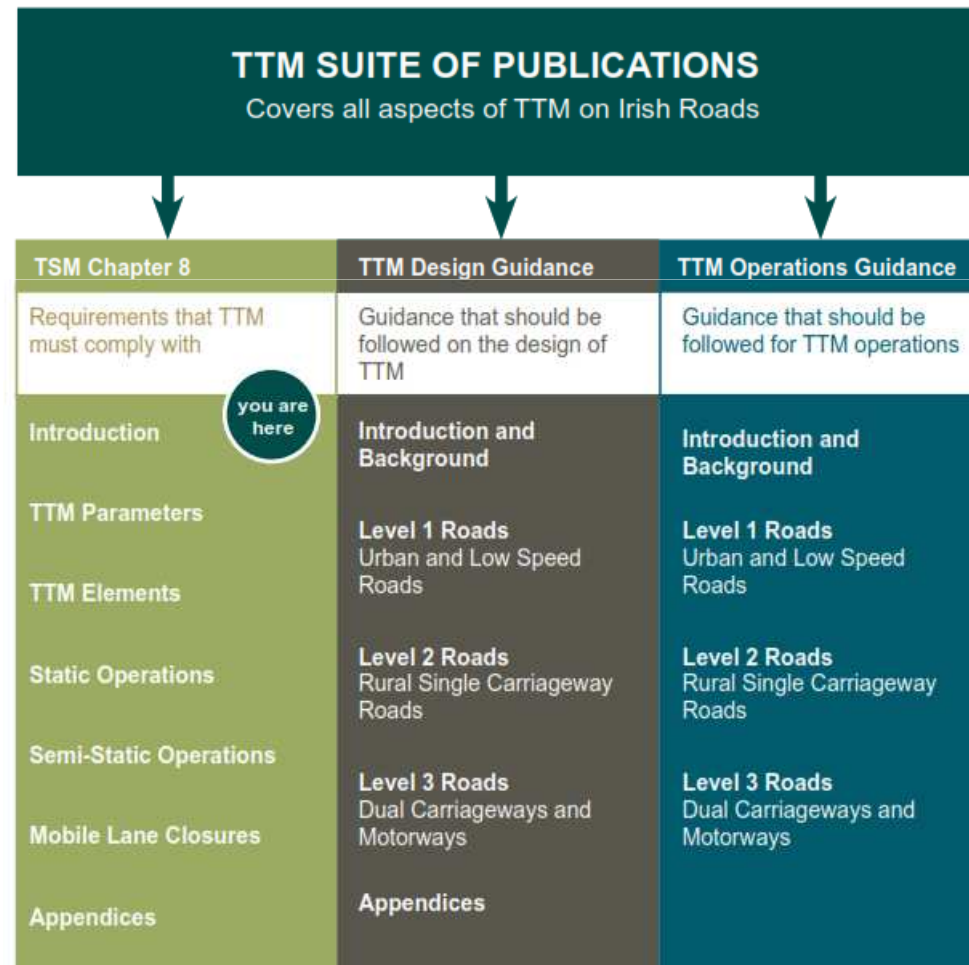 TTM SUITE OF PUBLICATIONS
Covers all aspects of TTM on Irish Roads
TSM Chapter 8
Requirements that TTM
must comply with
you are
here
Introduction
TTM Parameters
TTM Elements
Static Operations
Semi-Static Operations
Mobile Lane Closures
Appendices
TTM Design Guidance
Guidance that should be
followed on the design of
TTM
Introduction and
Background
Level 1 Roads
Urban and Low Speed
Roads
Level 2 Roads
Rural Single Carriageway
Roads
Level 3 Roads
Dual Carriageways and
Motorways
Appendices
TTM Operations Guidance
Guidance that should be
followed for TTM operations
Introduction and
Background
Level 1 Roads
Urban and Low Speed
Roads
Level 2 Roads
Rural Single Carriageway
Roads
Level 3 Roads
Dual Carriageways and
Motorways